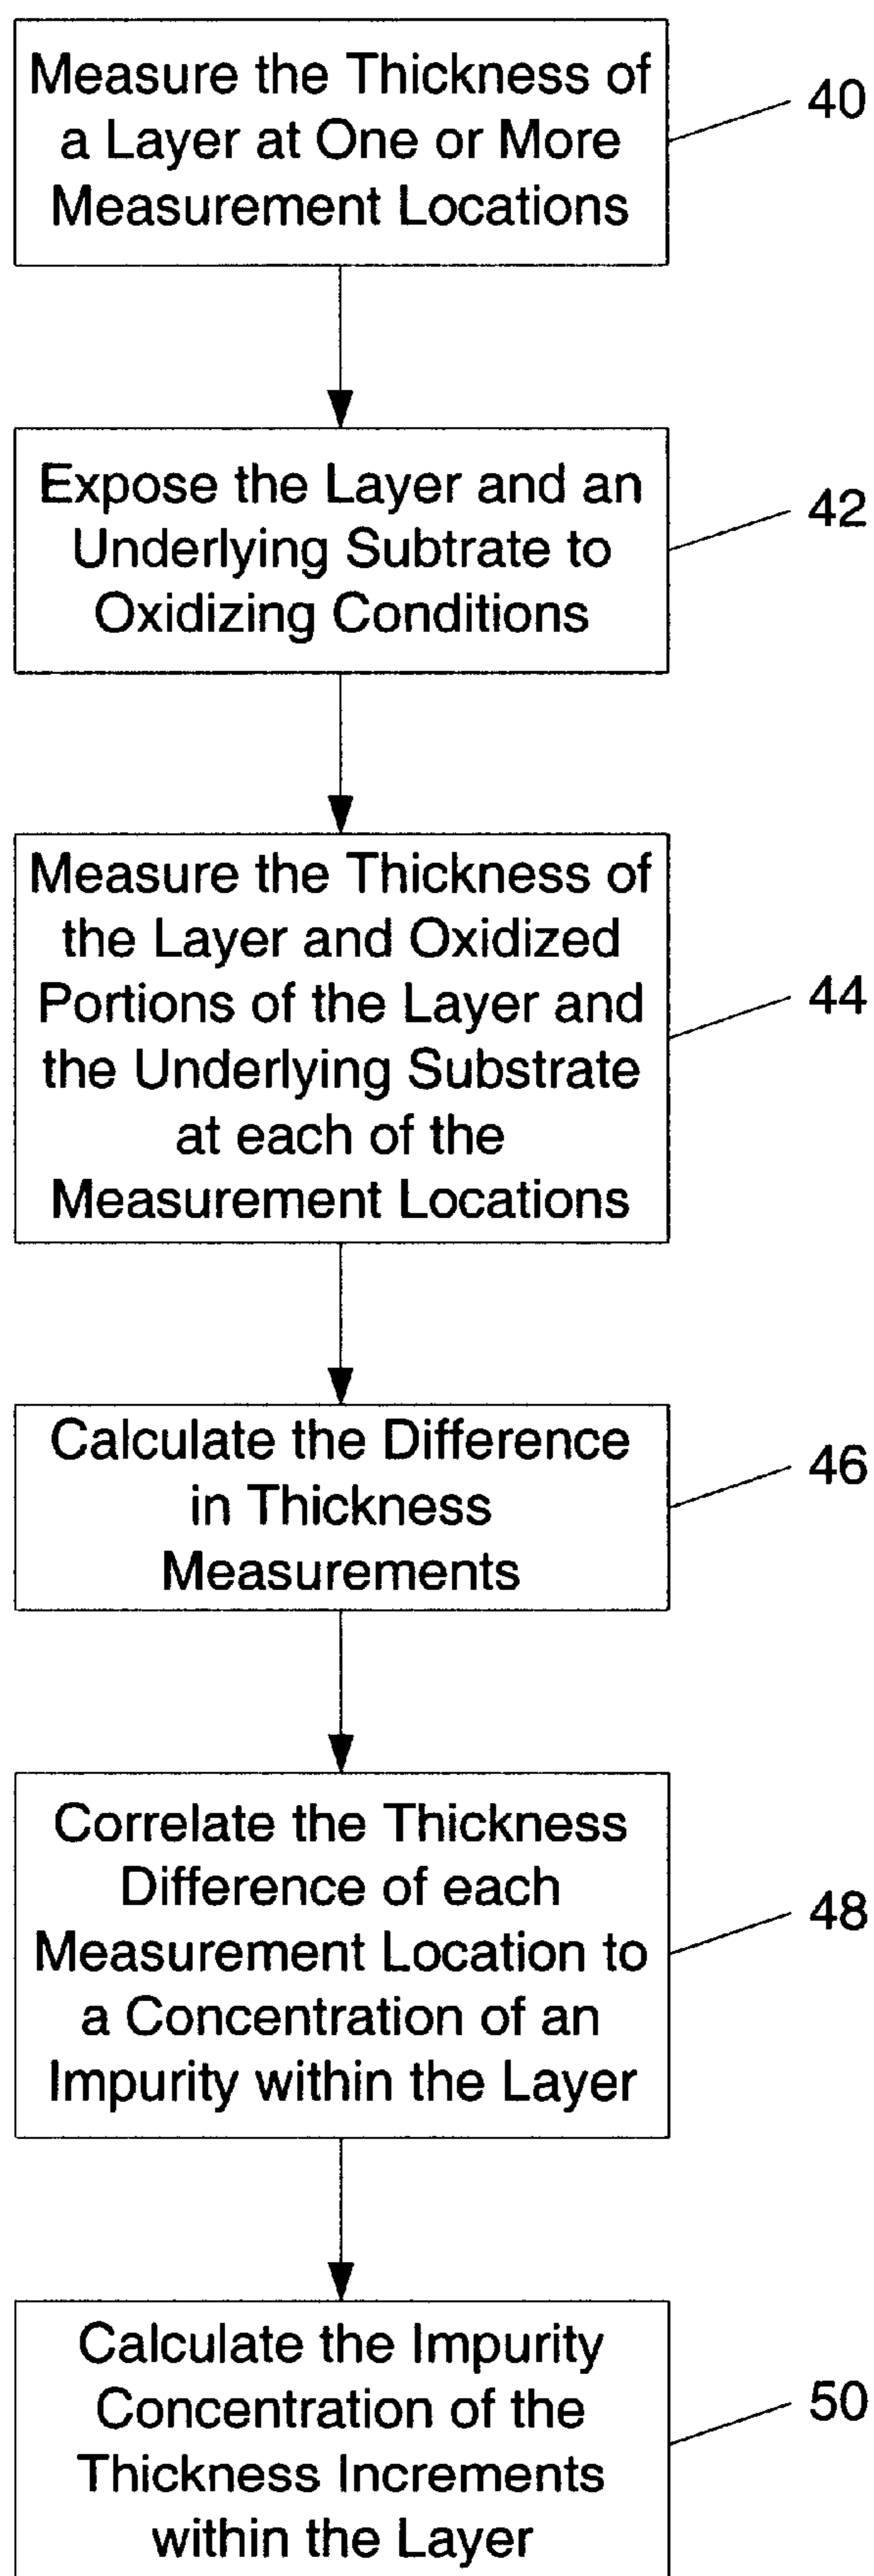 Measure the Thickness of
a Layer at One or More
Measurement Locations
40
Expose the Layer and an
Underlying Subtrate to
Oxidizing Conditions
42
Measure the Thickness of
the Layer and Oxidized
Portions of the Layer and
the Underlying Substrate
at each of the
Measurement Locations
44
Calculate the Difference
in Thickness
Measurements
46
Correlate the Thickness
Difference of each
Measurement Location to
a Concentration of an
Impurity within the Layer
48
Calculate the Impurity
Concentration of the
Thickness Increments
within the Layer
50